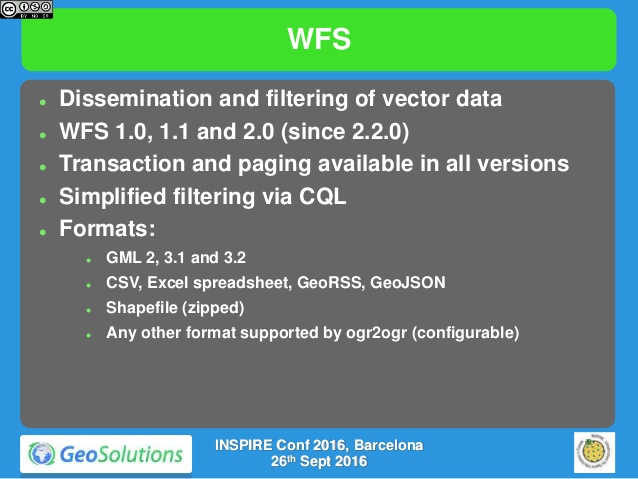 WFS
Dissemination and filtering of vector data
WFS 1.0, 1.1 and 2.0 (since 2.2.0)
Transaction and paging available in all versions
Simplified filtering via CQL
Formats:
GML 2, 3.1 and 3.2
CSV, Excel spreadsheet, GeoRSS, GeoJSON
Shapefile (zipped)
Any other format supported by ogr2ogr (configurable)
GeoSolutions
INSPIRE Conf 2016, Barcelona
26th Sept 2016